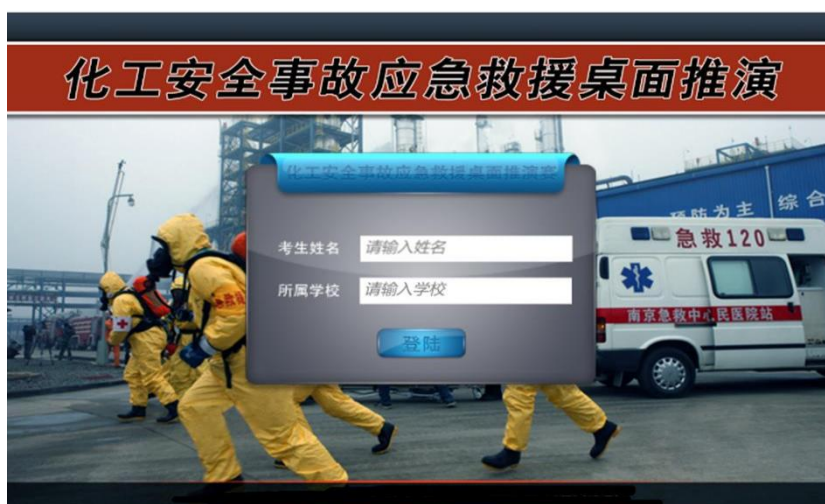 化工安全事故应急救援桌面推演
化工安全事故应急救援桌面推演赛
预防为主 综合
急救120
考生姓名 请输入姓名
所属学校 请输入学校
南京急救中心民医院站
登陆